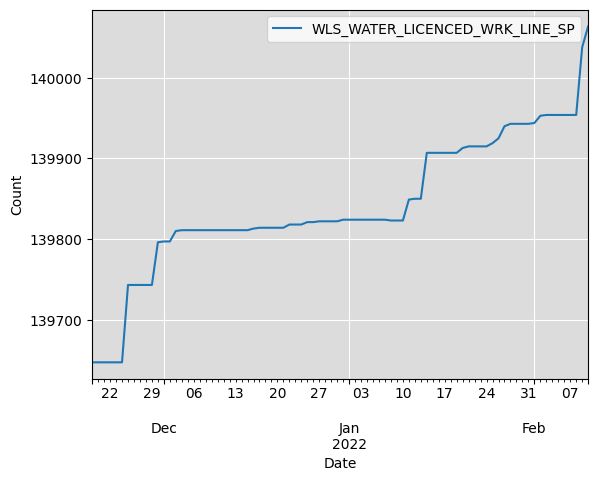 WLS_WATER_LICENCED_WRK_LINE_SP
140000
139900
139800
139700
Count
22 29 06 13 20 27 03 10 17 24 31 07
Dec Jan Feb
2022
Date